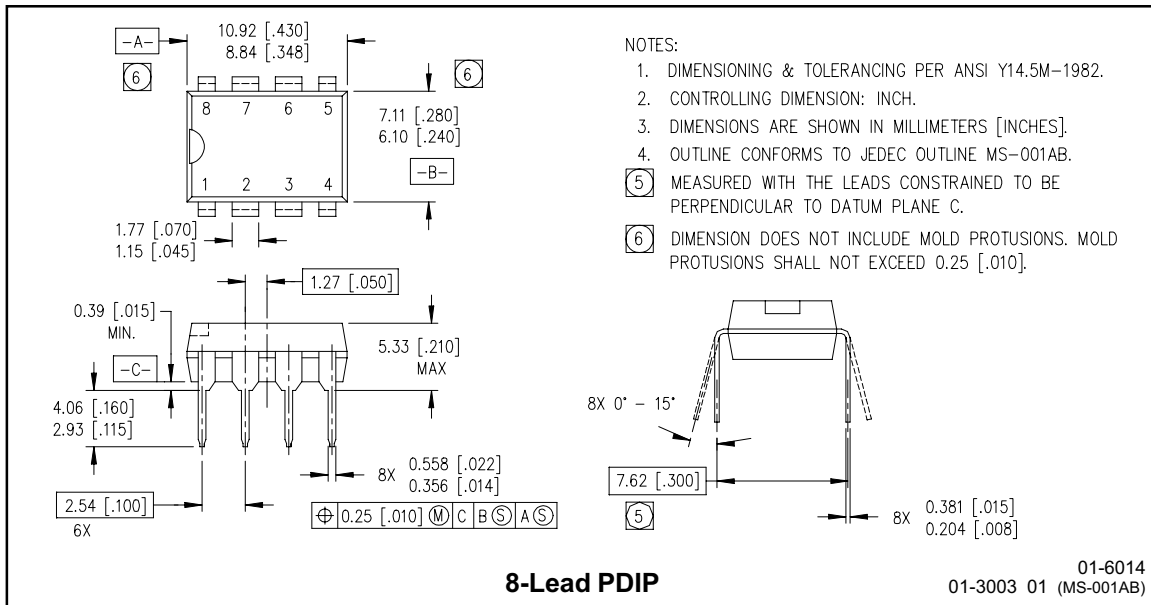 -A-
10.92 [.430]
8.84 [.348]
6
6
8 7 6 5
1 2 3 4
7.11 [.280]
6.10 [.240]
-B-
1.77 [.070]
1.15 [.045]
1.27 [.050]
0.39 [.015]
MIN.
-C-
5.33 [.210]
MAX
4.06 [.160]
2.93 [.115]
8X 0.558 [.022]
0.356 [.014]
2.54 [.100]
6X
⌖ 0.25 [.010] Ⓜ C B Ⓢ A Ⓢ
NOTES:
1. DIMENSIONING & TOLERANCING PER ANSI Y14.5M-1982.
2. CONTROLLING DIMENSION: INCH.
3. DIMENSIONS ARE SHOWN IN MILLIMETERS [INCHES].
4. OUTLINE CONFORMS TO JEDEC OUTLINE MS-001AB.
5 MEASURED WITH THE LEADS CONSTRAINED TO BE
PERPENDICULAR TO DATUM PLANE C.
6 DIMENSION DOES NOT INCLUDE MOLD PROTUSIONS. MOLD
PROTUSIONS SHALL NOT EXCEED 0.25 [.010].
8X 0° - 15°
7.62 [.300]
5
8X 0.381 [.015]
0.204 [.008]
8-Lead PDIP
01-6014
01-3003 01 (MS-001AB)